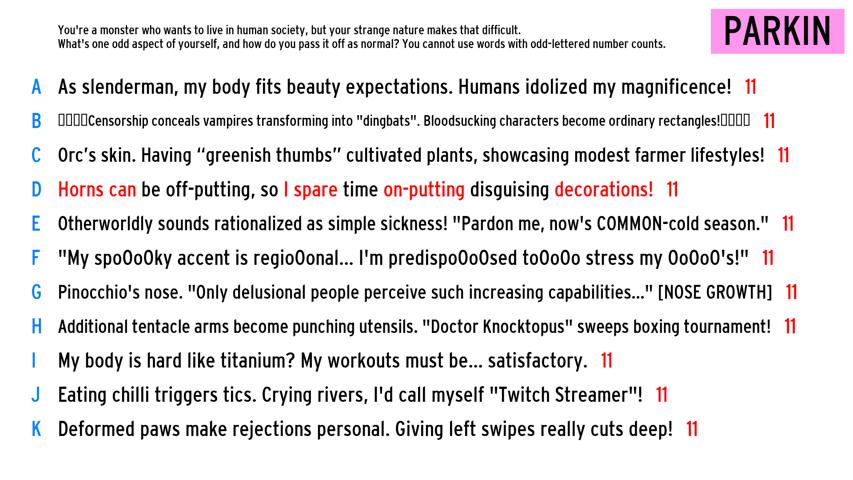 You're a monster who wants to live in human society, but your strange nature makes that difficult.
What's one odd aspect of yourself, and how do you pass it off as normal? You cannot use words with odd-lettered number counts.
PARKIN
A As slenderman, my body fits beauty expectations. Humans idolized my magnificence! 11
B ▯▯▯▯Censorship conceals vampires transforming into "dingbats". Bloodsucking characters become ordinary rectangles!▯▯▯▯ 11
C Orc’s skin. Having “greenish thumbs” cultivated plants, showcasing modest farmer lifestyles! 11
D Horns can be off-putting, so I spare time on-putting disguising decorations! 11
E Otherworldly sounds rationalized as simple sickness! "Pardon me, now's COMMON-cold season." 11
F "My spoOoOky accent is regioOonal... I'm predispoOoOsed toOoOo stress my OoOoO's!" 11
G Pinocchio's nose. "Only delusional people perceive such increasing capabilities..." [NOSE GROWTH] 11
H Additional tentacle arms become punching utensils. "Doctor Knocktopus" sweeps boxing tournament! 11
I My body is hard like titanium? My workouts must be... satisfactory. 11
J Eating chilli triggers tics. Crying rivers, I'd call myself "Twitch Streamer"! 11
K Deformed paws make rejections personal. Giving left swipes really cuts deep! 11